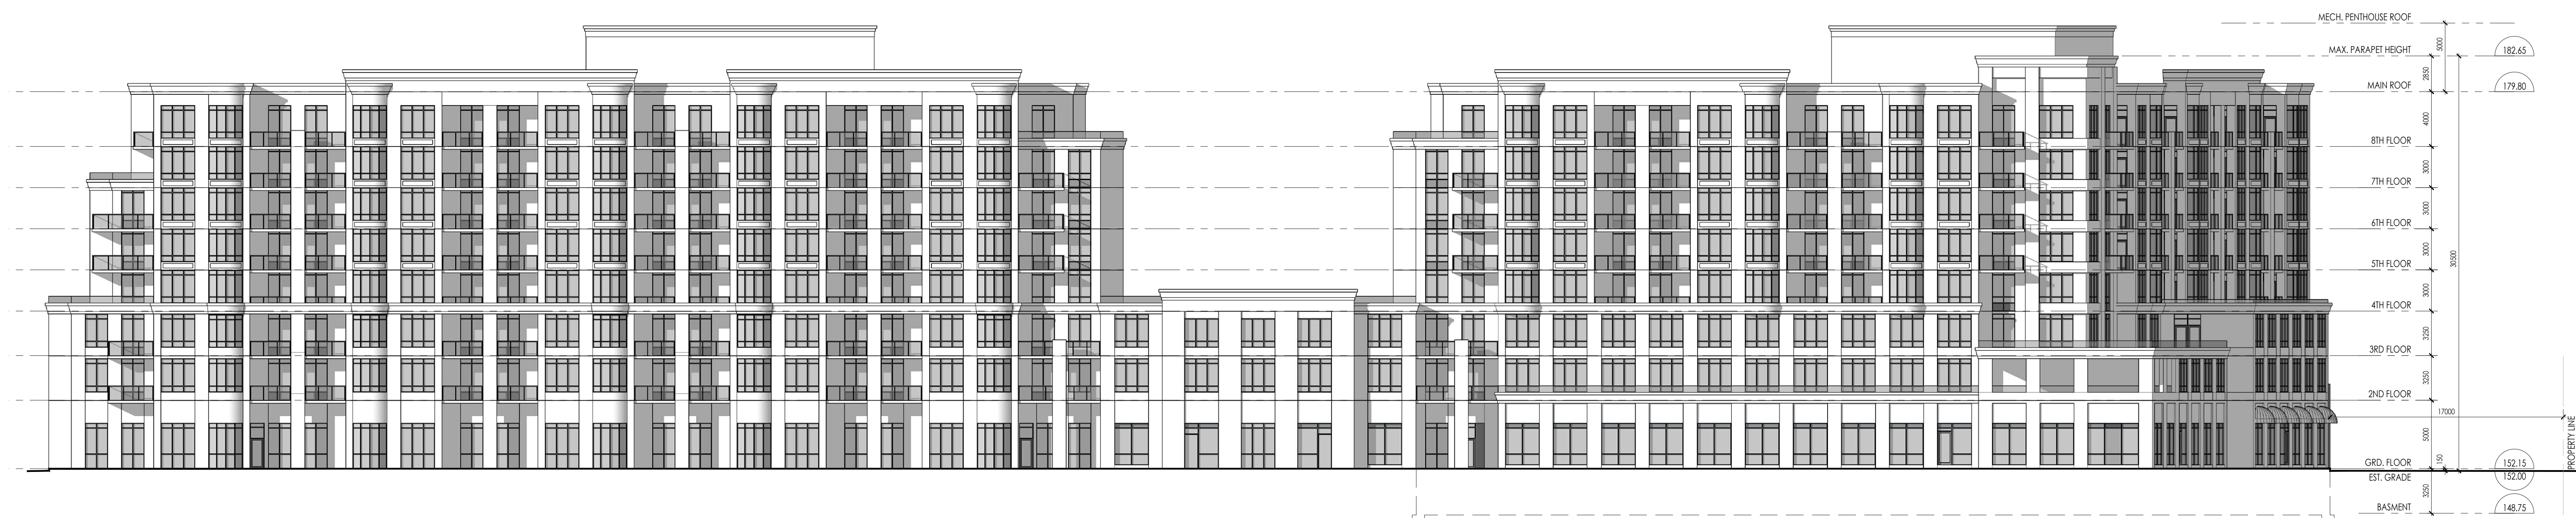 MECH. PENTHOUSE ROOF
5000
MAX. PARAPET HEIGHT
182.65
2850
MAIN ROOF
179.80
4000
8TH FLOOR
3000
7TH FLOOR
3000
6TH FLOOR
3000
5TH FLOOR
30500
3000
4TH FLOOR
3250
3RD FLOOR
3250
2ND FLOOR
17000
PROPERTY LINE
5000
GRD. FLOOR
150
152.15
EST. GRADE
152.00
3250
BASMENT
148.75